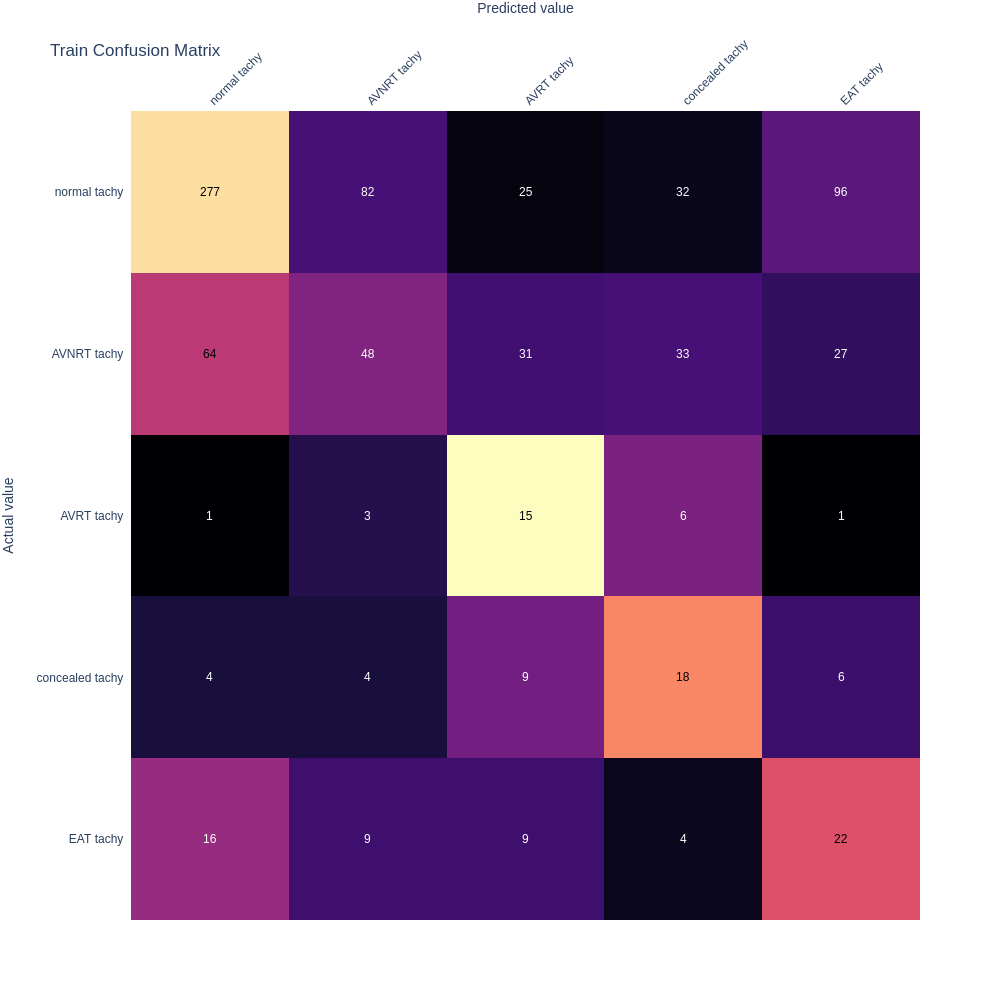 Predicted value
Train Confusion Matrix
normal tachy
AVNRT tachy
AVRT tachy
concealed tachy
EAT tachy
Actual value
normal tachy 277 82 25 32 96
AVNRT tachy 64 48 31 33 27
AVRT tachy 1 3 15 6 1
concealed tachy 4 4 9 18 6
EAT tachy 16 9 9 4 22